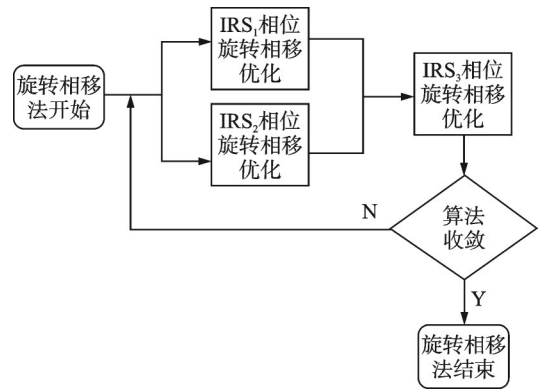 旋转相移
法开始
IRS₁相位
旋转相移
优化
IRS₂相位
旋转相移
优化
IRS₃相位
旋转相移
优化
算法
收敛
N
Y
旋转相移
法结束